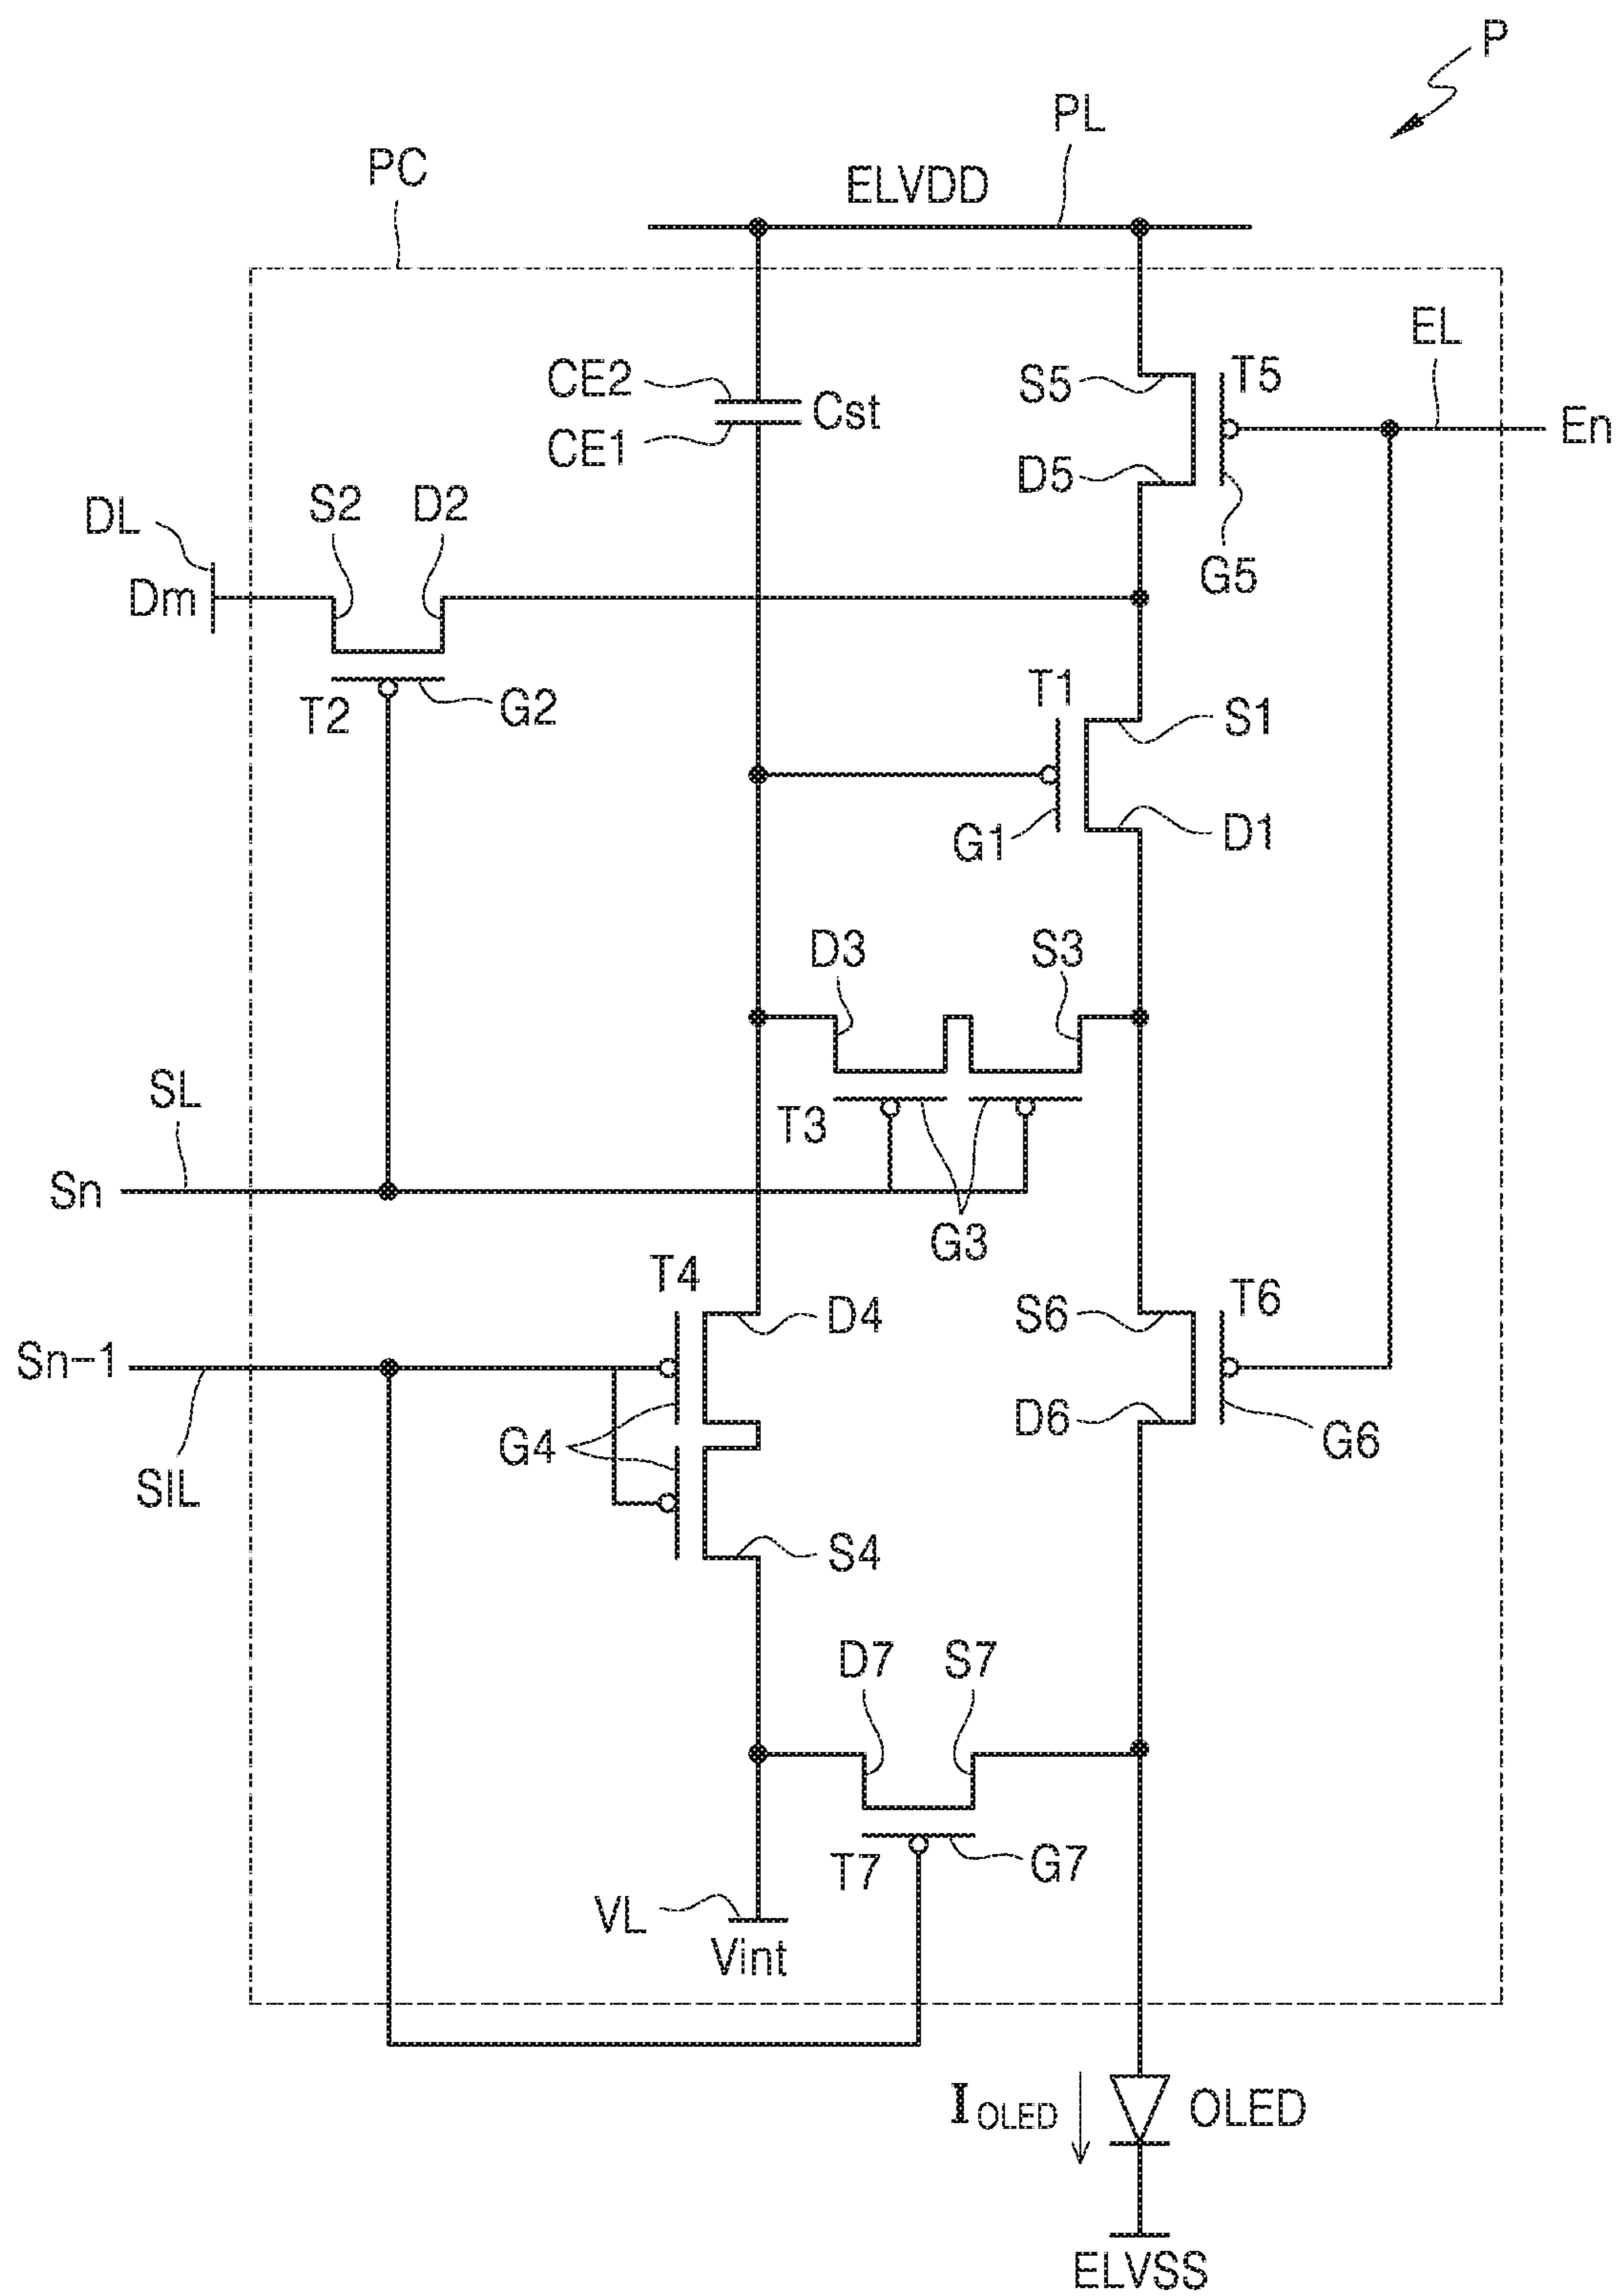 P
PL
PC
ELVDD
EL
CE2
Cst
CE1
S5
T5
En
D5
G5
DL
S2
D2
Dm
T2
G2
T1
S1
G1
D1
D3
S3
SL
T3
Sn
G3
T4
D4
S6
T6
Sn-1
G4
D6
G6
SIL
S4
D7
S7
T7
G7
VL
Vint
IOLED
OLED
ELVSS